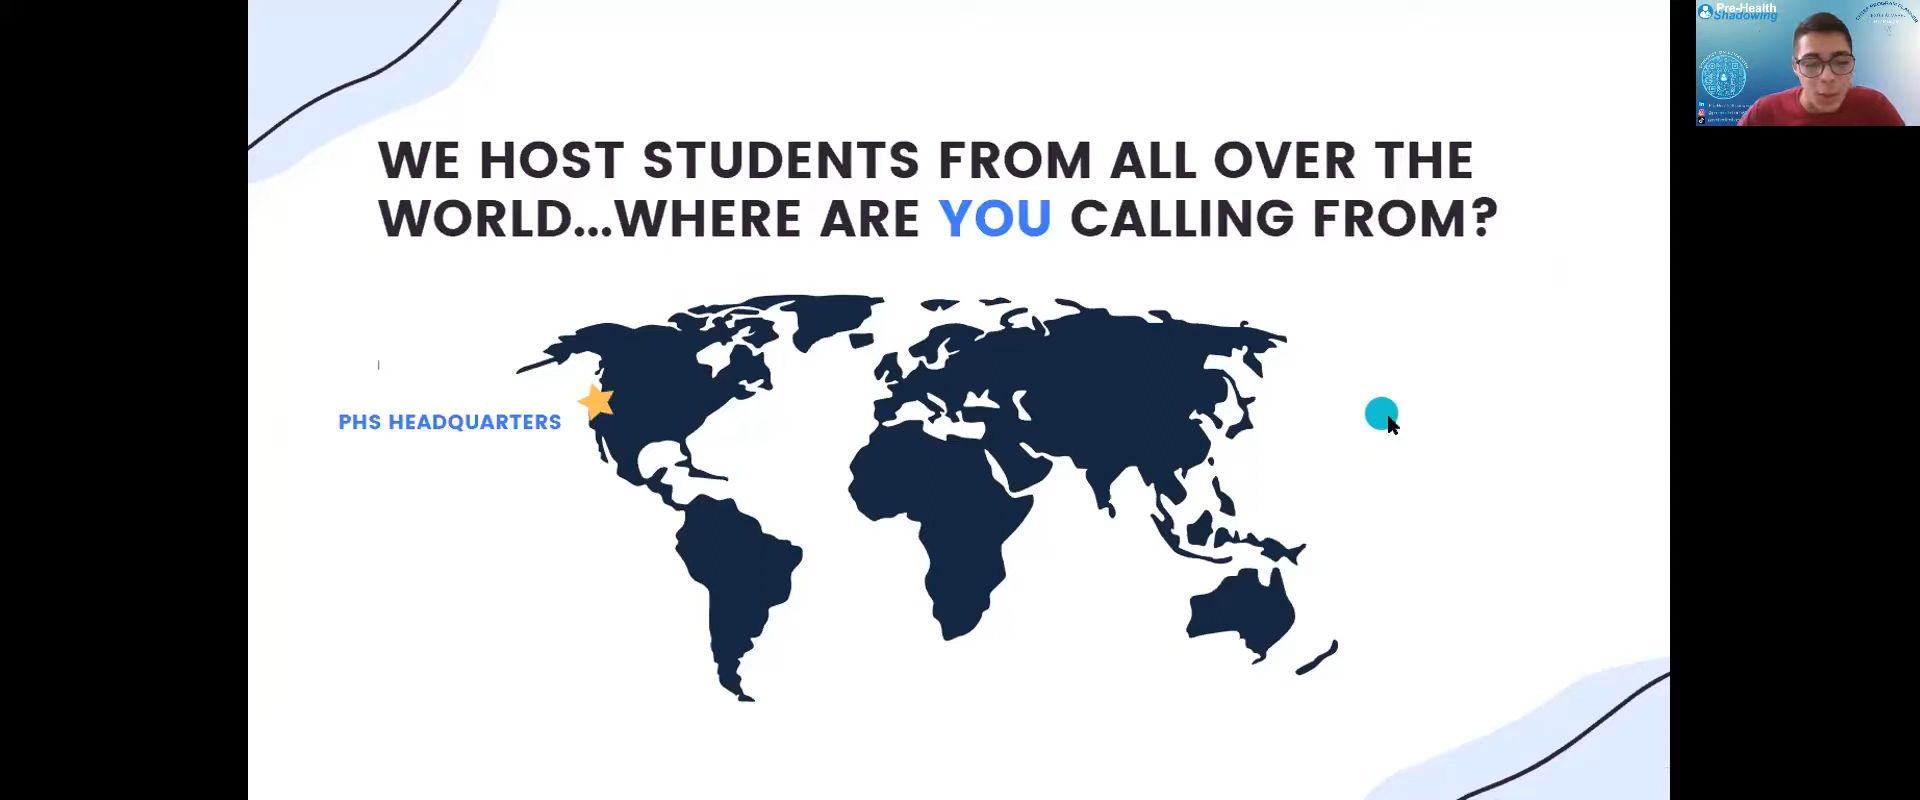 WE HOST STUDENTS FROM ALL OVER THE
WORLD...WHERE ARE YOU CALLING FROM?
PHS HEADQUARTERS
Pre-Health
Shadowing